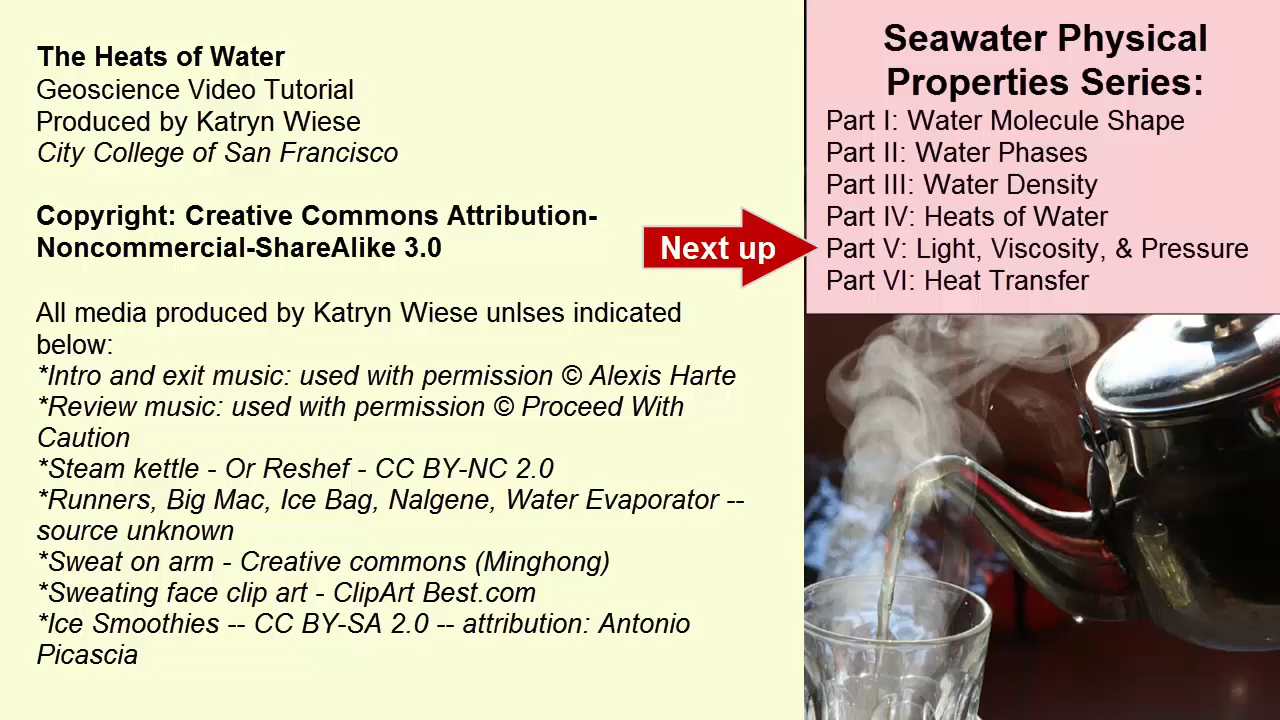 The Heats of Water
Geoscience Video Tutorial
Produced by Katryn Wiese
City College of San Francisco
Copyright: Creative Commons Attribution-
Noncommercial-ShareAlike 3.0
All media produced by Katryn Wiese unlses indicated
below:
*Intro and exit music: used with permission © Alexis Harte
*Review music: used with permission © Proceed With
Caution
*Steam kettle - Or Reshef - CC BY-NC 2.0
*Runners, Big Mac, Ice Bag, Nalgene, Water Evaporator --
source unknown
*Sweat on arm - Creative commons (Minghong)
*Sweating face clip art - ClipArt Best.com
*Ice Smoothies -- CC BY-SA 2.0 -- attribution: Antonio
Picascia
Next up
Seawater Physical
Properties Series:
Part I: Water Molecule Shape
Part II: Water Phases
Part III: Water Density
Part IV: Heats of Water
Part V: Light, Viscosity, & Pressure
Part VI: Heat Transfer